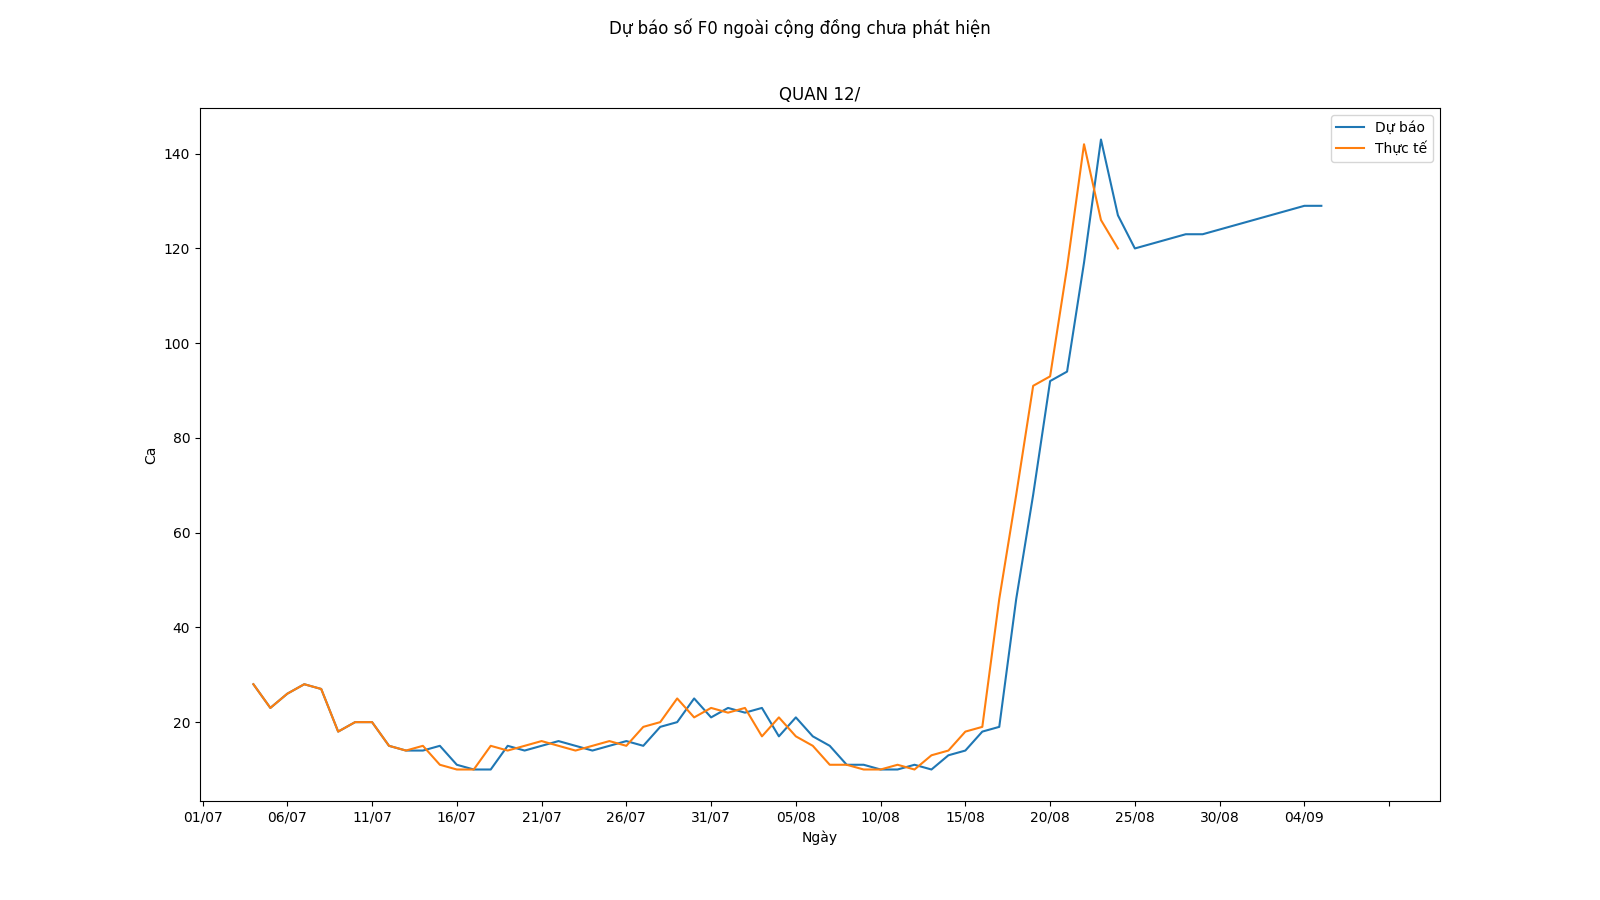 Dự báo số F0 ngoài cộng đồng chưa phát hiện
QUAN 12/
Dự báo
Thực tế
140
120
100
80
60
40
20
Ca
01/07 06/07 11/07 16/07 21/07 26/07 31/07 05/08 10/08 15/08 20/08 25/08 30/08 04/09
Ngày